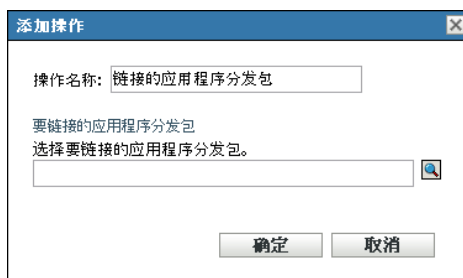 添加操作
操作名称: 链接的应用程序分发包
要链接的应用程序分发包
选择要链接的应用程序分发包。
确定 取消